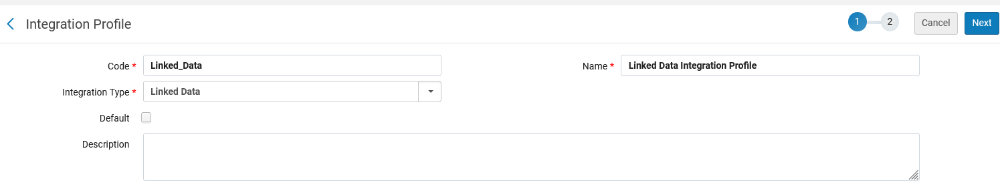 Integration Profile
1
2
Cancel
Next
Code * Linked_Data
Name * Linked Data Integration Profile
Integration Type * Linked Data
Default
Description